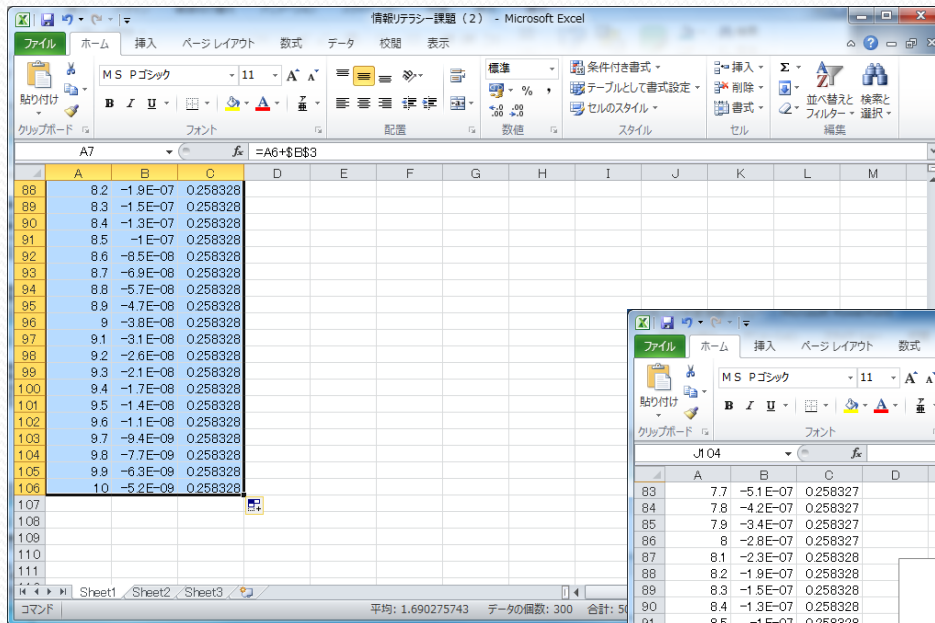 情報リテラシー課題（2） - Microsoft Excel
ファイル ホーム 挿入 ページ レイアウト 数式 データ 校閲 表示
ＭＳ Ｐゴシック 11 A A 標準 条件付き書式 挿入 Σ
貼り付け B I U A % , テーブルとして書式設定 削除 並べ替えと 検索と
セルのスタイル 書式 フィルター 選択
クリップボード フォント 配置 数値 スタイル セル 編集
A7 fx =A6+$B$3
A B C D E F G H I J K L M
88 8.2 -1.9E-07 0.258328
89 8.3 -1.5E-07 0.258328
90 8.4 -1.3E-07 0.258328
91 8.5 -1E-07 0.258328
92 8.6 -8.5E-08 0.258328
93 8.7 -6.9E-08 0.258328
94 8.8 -5.7E-08 0.258328
95 8.9 -4.7E-08 0.258328
96 9 -3.8E-08 0.258328
97 9.1 -3.1E-08 0.258328
98 9.2 -2.6E-08 0.258328
99 9.3 -2.1E-08 0.258328
100 9.4 -1.7E-08 0.258328
101 9.5 -1.4E-08 0.258328
102 9.6 -1.1E-08 0.258328
103 9.7 -9.4E-09 0.258328
104 9.8 -7.7E-09 0.258328
105 9.9 -6.3E-09 0.258328
106 10 -5.2E-09 0.258328
107
108
109
110
111
Sheet1 Sheet2 Sheet3
コマンド 平均: 1.690275743 データの個数: 300 合計: 50
ファイル ホーム 挿入 ページ レイアウト 数式
ＭＳ Ｐゴシック 11 A A
貼り付け B I U A
クリップボード フォント
J104 fx
A B C D
83 7.7 -5.1E-07 0.258327
84 7.8 -4.2E-07 0.258327
85 7.9 -3.4E-07 0.258327
86 8 -2.8E-07 0.258327
87 8.1 -2.3E-07 0.258328
88 8.2 -1.9E-07 0.258328
89 8.3 -1.5E-07 0.258328
90 8.4 -1.3E-07 0.258328
91 8.5 -1E-07 0.258328